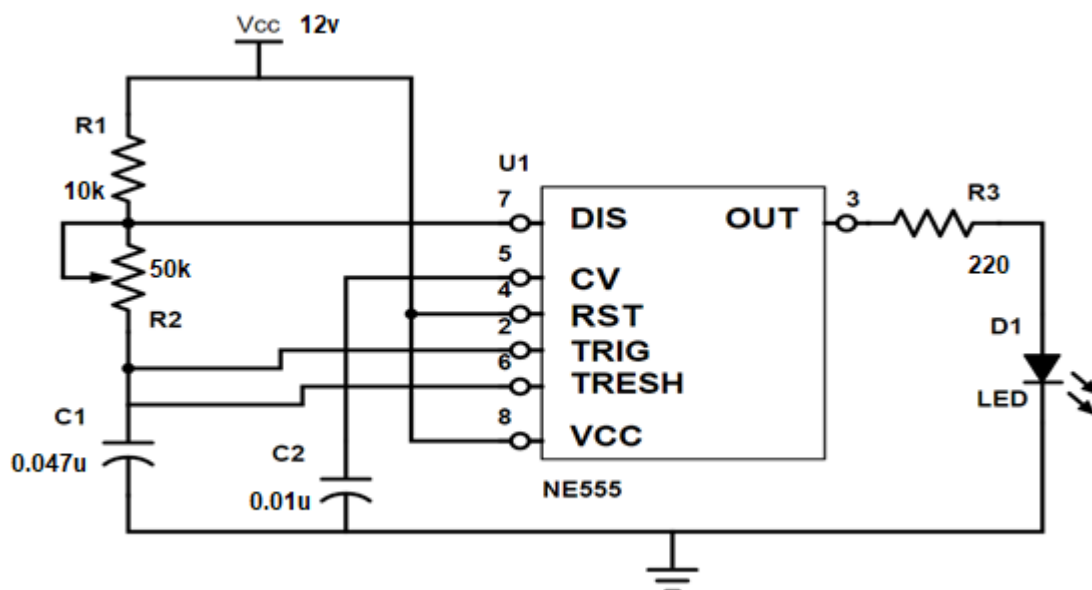 Vcc 12v
R1
10k
50k
R2
C1
0.047u
C2
0.01u
U1
7
5
4
2
6
8
DIS
CV
RST
TRIG
TRESH
VCC
OUT
NE555
3
R3
220
D1
LED